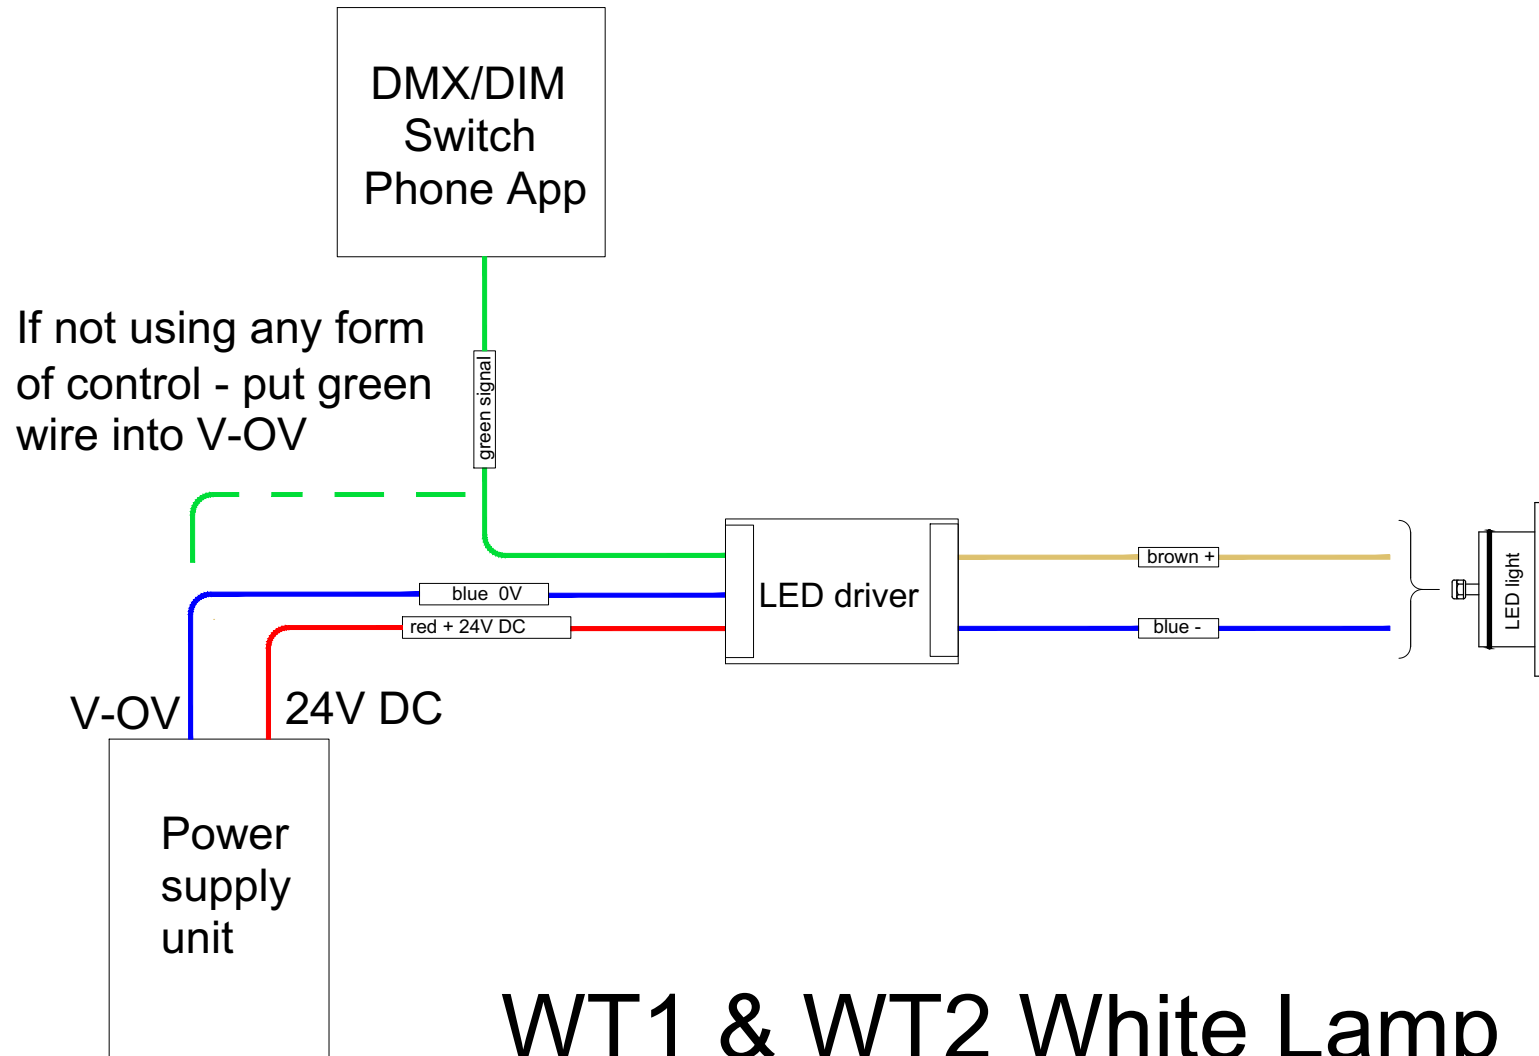 DMX/DIM
Switch
Phone App
If not using any form
of control - put green
wire into V-OV
green signal
blue 0V
red + 24V DC
LED driver
brown +
blue -
LED light
V-OV
24V DC
Power
supply
unit
WT1 & WT2 White Lamp